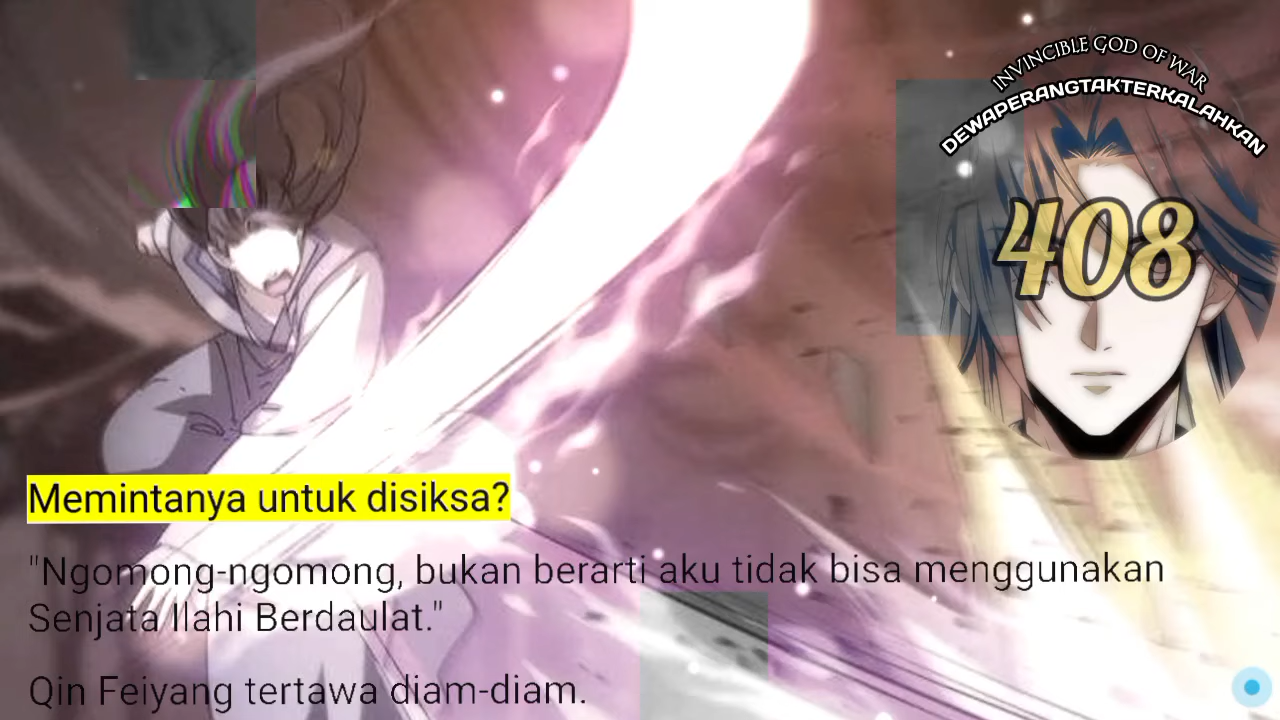 INVINCIBLE GOD OF WAR
DEWAPERANGTAKTERKALAHKAN
408
Memintanya untuk disiksa?
"Ngomong-ngomong, bukan berarti aku tidak bisa menggunakan
Senjata Ilahi Berdaulat."
Qin Feiyang tertawa diam-diam.